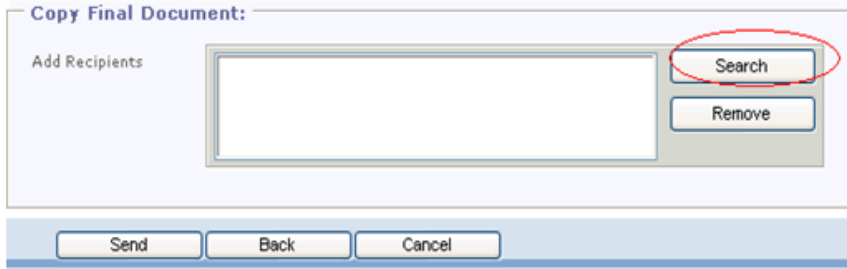 Copy Final Document:
Add Recipients
Search
Remove
Send Back Cancel